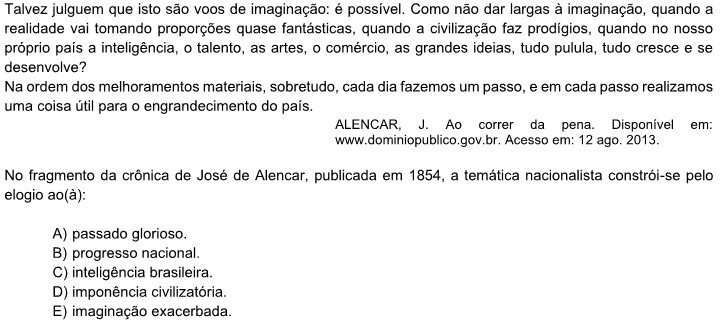 Talvez julguem que isto são voos de imaginação: é possível. Como não dar largas à imaginação, quando a
realidade vai tomando proporções quase fantásticas, quando a civilização faz prodígios, quando no nosso
próprio país a inteligência, o talento, as artes, o comércio, as grandes ideias, tudo pulula, tudo cresce e se
desenvolve?
Na ordem dos melhoramentos materiais, sobretudo, cada dia fazemos um passo, e em cada passo realizamos
uma coisa útil para o engrandecimento do país.
ALENCAR, J. Ao correr da pena. Disponível em:
www.dominiopublico.gov.br. Acesso em: 12 ago. 2013.
No fragmento da crônica de José de Alencar, publicada em 1854, a temática nacionalista constrói-se pelo
elogio ao(à):
A) passado glorioso.
B) progresso nacional.
C) inteligência brasileira.
D) imponência civilizatória.
E) imaginação exacerbada.